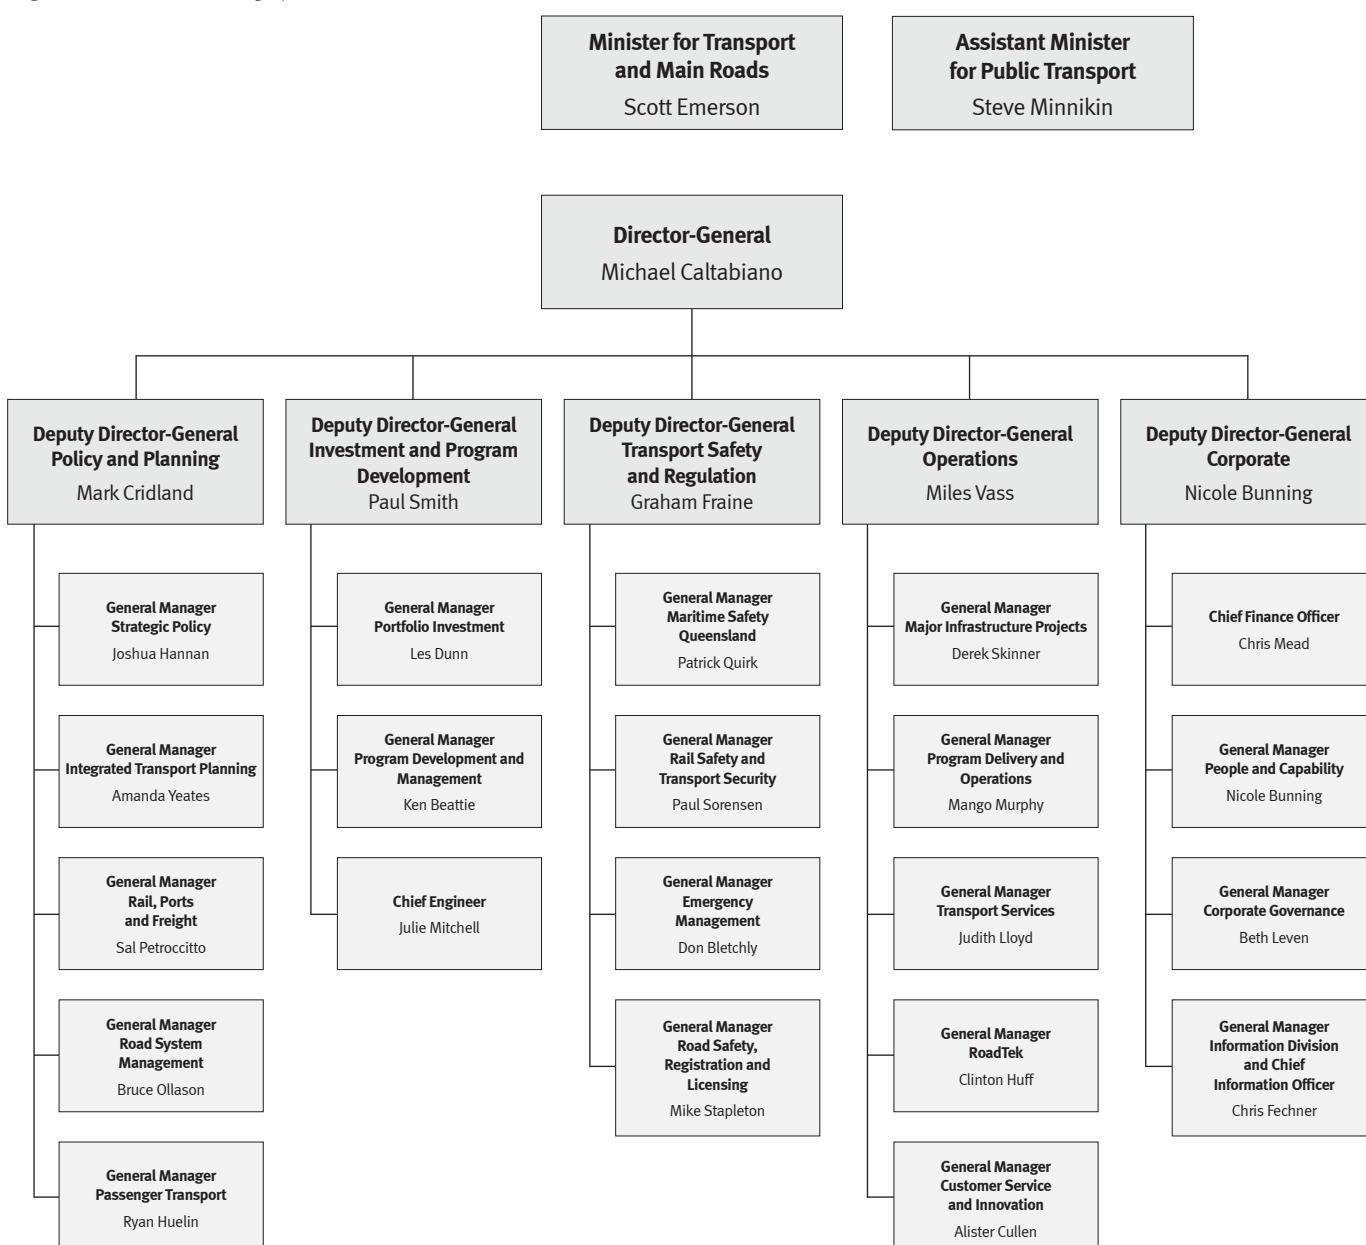 Minister for Transport
and Main Roads
Scott Emerson
Assistant Minister
for Public Transport
Steve Minnikin
Director-General
Michael Caltabiano
Deputy Director-General
Policy and Planning
Mark Cridland
General Manager
Strategic Policy
Joshua Hannan
General Manager
Integrated Transport Planning
Amanda Yeates
General Manager
Rail, Ports
and Freight
Sal Petroccitto
General Manager
Road System
Management
Bruce Ollason
General Manager
Passenger Transport
Ryan Huelin
Deputy Director-General
Investment and Program
Development
Paul Smith
General Manager
Portfolio Investment
Les Dunn
General Manager
Program Development and
Management
Ken Beattie
Chief Engineer
Julie Mitchell
Deputy Director-General
Transport Safety
and Regulation
Graham Fraine
General Manager
Maritime Safety
Queensland
Patrick Quirk
General Manager
Rail Safety and
Transport Security
Paul Sorensen
General Manager
Emergency
Management
Don Bletchly
General Manager
Road Safety,
Registration and
Licensing
Mike Stapleton
Deputy Director-General
Operations
Miles Vass
General Manager
Major Infrastructure Projects
Derek Skinner
General Manager
Program Delivery and
Operations
Mango Murphy
General Manager
Transport Services
Judith Lloyd
General Manager
RoadTek
Clinton Huff
General Manager
Customer Service
and Innovation
Alister Cullen
Deputy Director-General
Corporate
Nicole Bunning
Chief Finance Officer
Chris Mead
General Manager
People and Capability
Nicole Bunning
General Manager
Corporate Governance
Beth Leven
General Manager
Information Division
and Chief
Information Officer
Chris Fechner